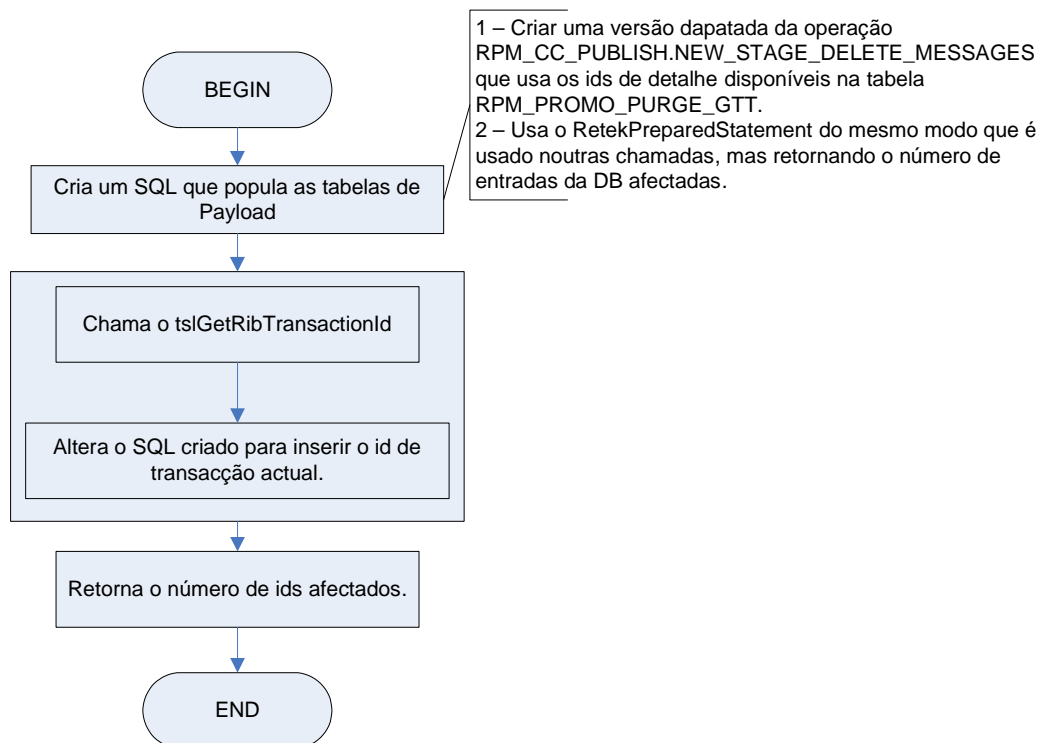 1 – Criar uma versão dapatada da operação
RPM_CC_PUBLISH.NEW_STAGE_DELETE_MESSAGES
que usa os ids de detalhe disponíveis na tabela
RPM_PROMO_PURGE_GTT.
2 – Usa o RetekPreparedStatement do mesmo modo que é
usado noutras chamadas, mas retornando o número de
entradas da DB afectadas.
BEGIN
Cria um SQL que popula as tabelas de
Payload
Chama o tslGetRibTransactionId
Altera o SQL criado para inserir o id de
transacção actual.
Retorna o número de ids afectados.
END